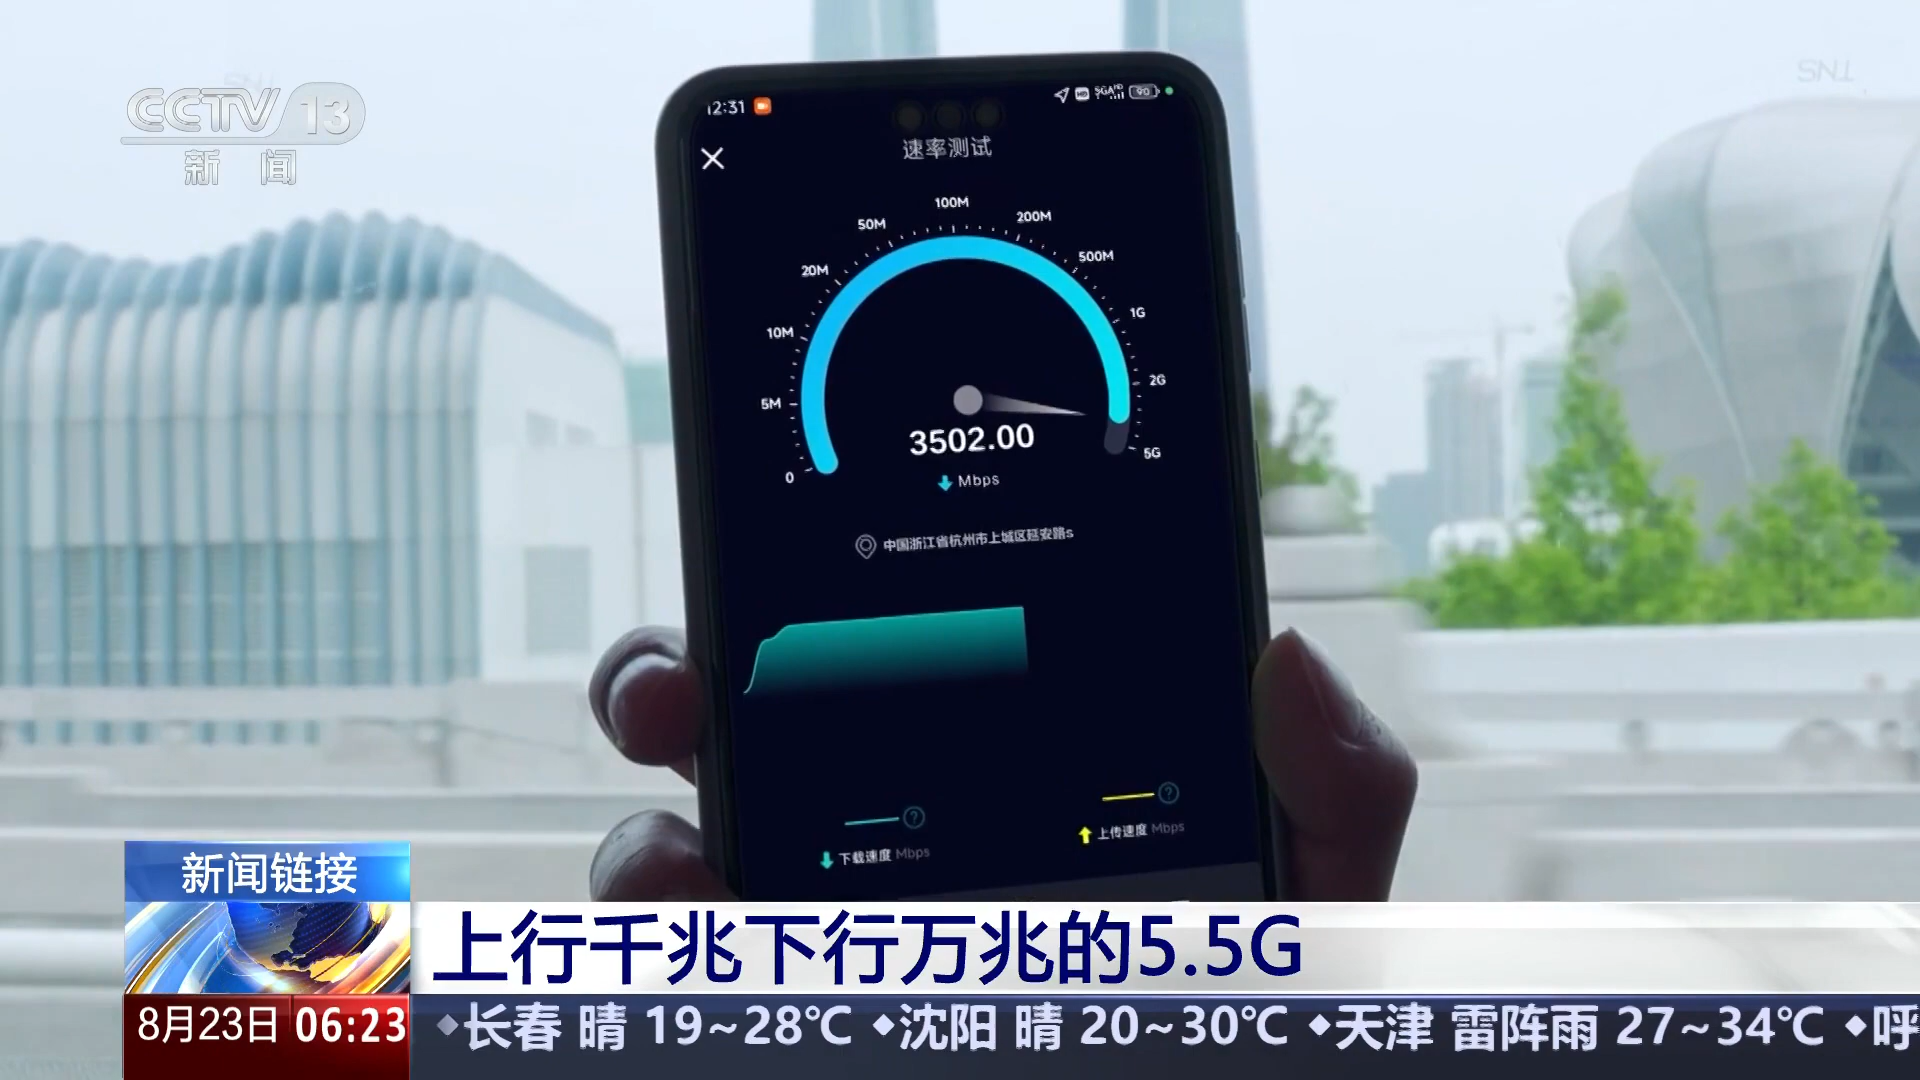 CCTV 13
新闻
SNT
12:31
HD 5GA 90
速率测试
100M
50M
200M
20M
500M
10M
1G
5M
2G
0
5G
3502.00
Mbps
中国浙江省杭州市上城区延安路s
下载速度 Mbps
上传速度 Mbps
新闻链接
上行千兆下行万兆的5.5G
8月23日 06:23
◆长春 晴 19~28℃ ◆沈阳 晴 20~30℃ ◆天津 雷阵雨 27~34℃ ◆呼